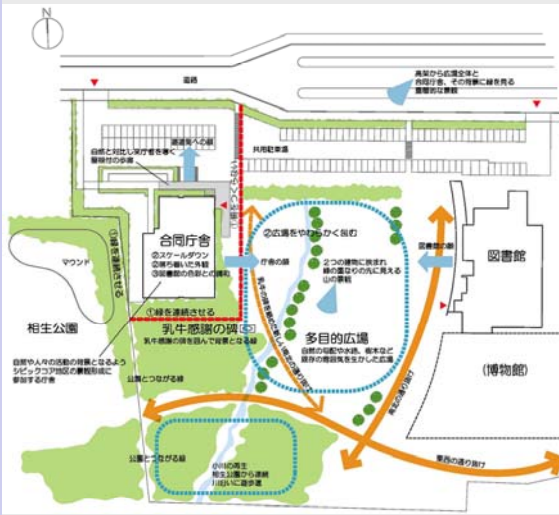 N
道路
高架から広場全体と
合同庁舎、その背景に緑を見る
重層的な景観
自然と対比し来庁者を導く
屋根付の歩廊
道路への顔
共用駐車場
合同庁舎
②スケールダウン
②落ち着いた外観
③図書館の色彩との調和
庁舎の顔
②広場をやわらかく包む
図書館の顔
図書館
2つの建物に挟まれ
緑の重なりの先に見える
山の景観
マウンド
①緑を連続させる
相生公園
①緑を連続させる
乳牛感謝の碑
乳牛感謝の碑を囲んで背景となる緑
多目的広場
自然の勾配や水路、樹木など
既存の雰囲気を生かした広場
(博物館)
自然や人々の活動の背景となるよう
シビックコア地区の景観形成に
参加する庁舎
公園とつながる緑
南北の通り抜け
東西の通り抜け
公園とつながる緑
小川の再生
相生公園から連続
川沿いに遊歩道